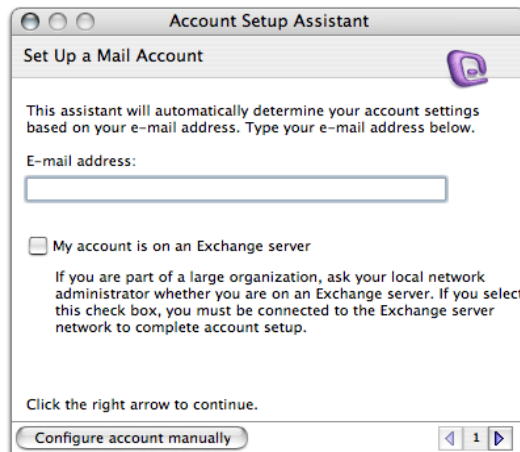 Account Setup Assistant
Set Up a Mail Account
This assistant will automatically determine your account settings
based on your e-mail address. Type your e-mail address below.
E-mail address:
My account is on an Exchange server
If you are part of a large organization, ask your local network
administrator whether you are on an Exchange server. If you select
this check box, you must be connected to the Exchange server
network to complete account setup.
Click the right arrow to continue.
Configure account manually
1